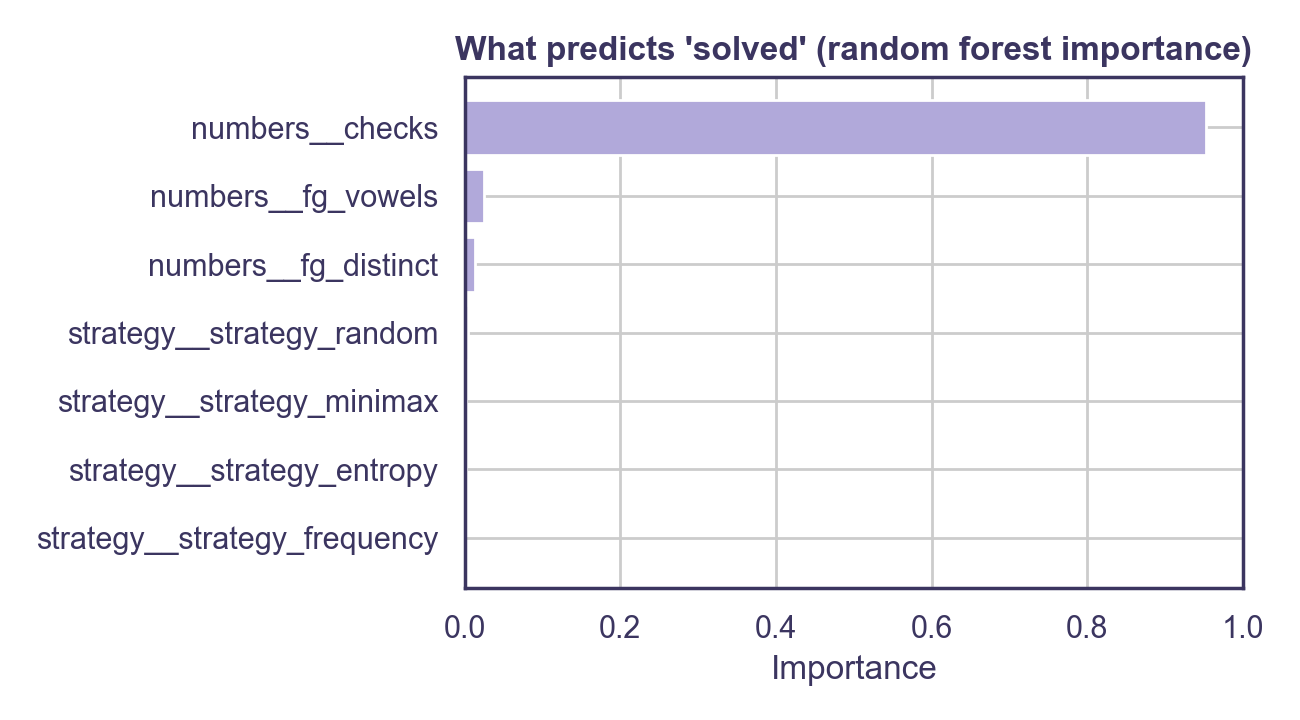 What predicts 'solved' (random forest importance)
numbers__checks
numbers__fg_vowels
numbers__fg_distinct
strategy__strategy_random
strategy__strategy_minimax
strategy__strategy_entropy
strategy__strategy_frequency
0.0 0.2 0.4 0.6 0.8 1.0
Importance